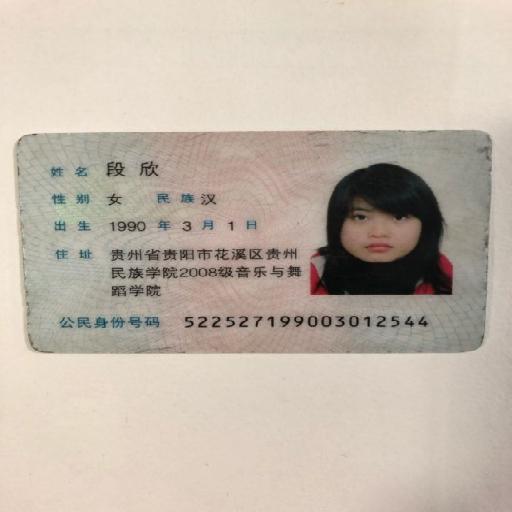 姓名 段欣
性别 女 民族 汉
出生 1990 年 3 月 1 日
住址 贵州省贵阳市花溪区贵州
民族学院2008级音乐与舞
蹈学院
公民身份号码 522527199003012544